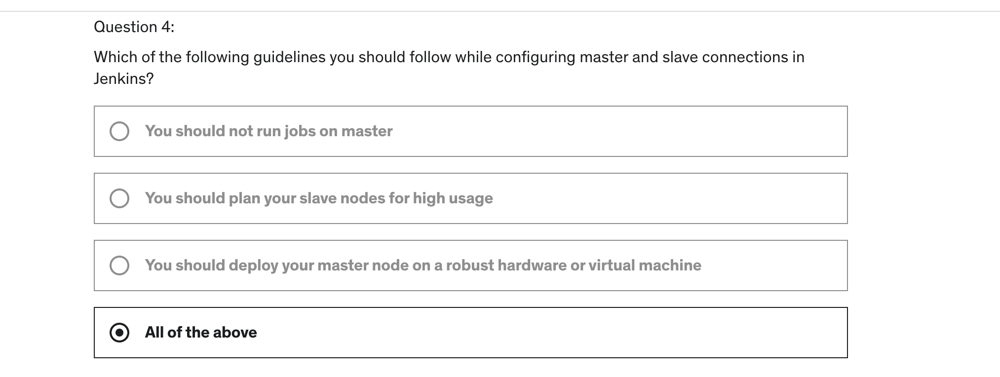 Question 4:
Which of the following guidelines you should follow while configuring master and slave connections in
Jenkins?
You should not run jobs on master
You should plan your slave nodes for high usage
You should deploy your master node on a robust hardware or virtual machine
All of the above